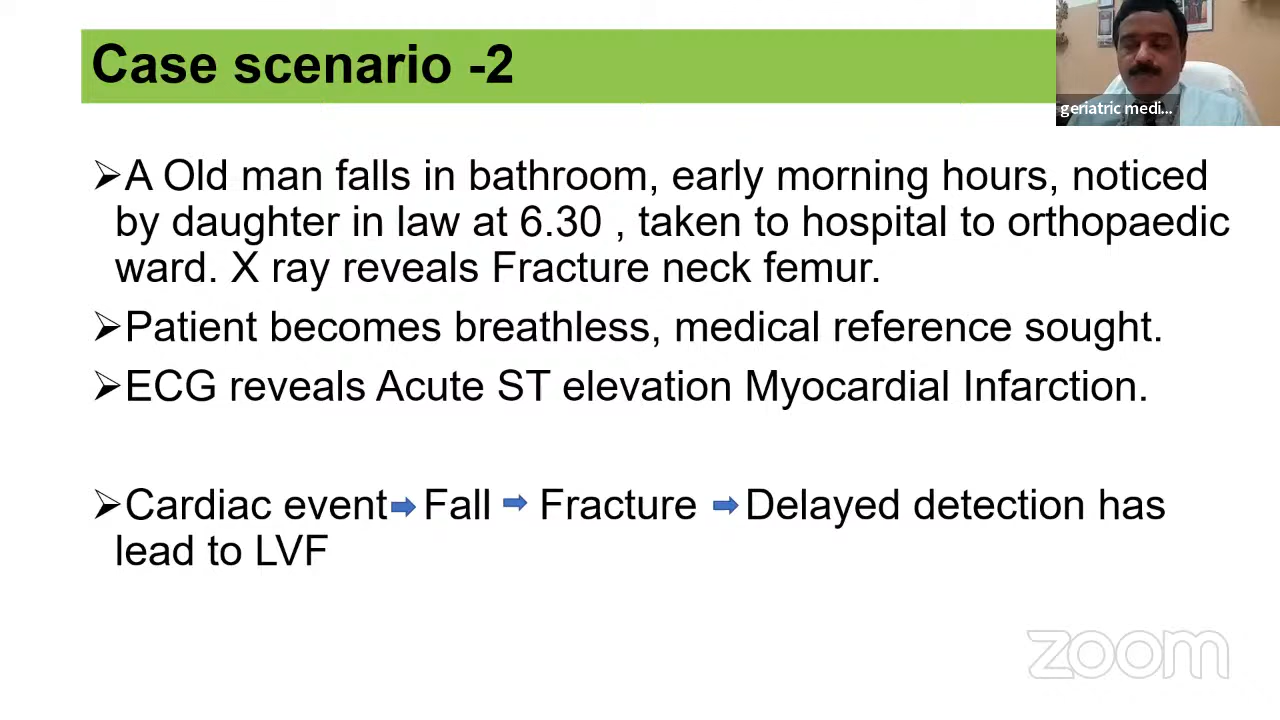 Case scenario -2
geriatric medi...
➢A Old man falls in bathroom, early morning hours, noticed
by daughter in law at 6.30 , taken to hospital to orthopaedic
ward. X ray reveals Fracture neck femur.
➢Patient becomes breathless, medical reference sought.
➢ECG reveals Acute ST elevation Myocardial Infarction.
➢Cardiac event➡Fall ➡ Fracture ➡Delayed detection has
lead to LVF
zoom